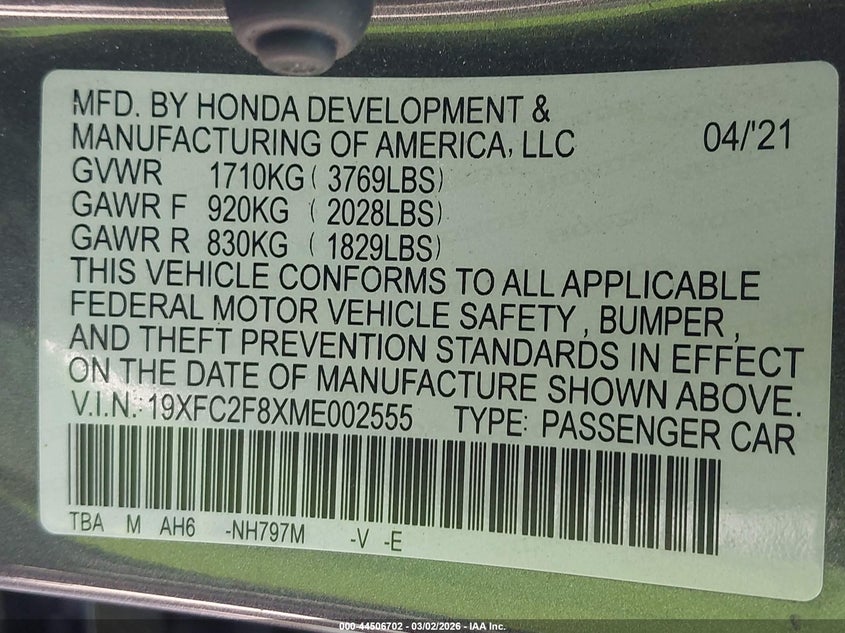 MFD. BY HONDA DEVELOPMENT &
MANUFACTURING OF AMERICA, LLC 04/'21
GVWR 1710KG ( 3769LBS)
GAWR F 920KG ( 2028LBS)
GAWR R 830KG ( 1829LBS)
THIS VEHICLE CONFORMS TO ALL APPLICABLE
FEDERAL MOTOR VEHICLE SAFETY , BUMPER ,
AND THEFT PREVENTION STANDARDS IN EFFECT
ON THE DATE OF MANUFACTURE SHOWN ABOVE.
V.I.N.: 19XFC2F8XME002555 TYPE: PASSENGER CAR
TBA M AH6 -NH797M -V -E
000-44506702 - 03/02/2026 - IAA Inc.